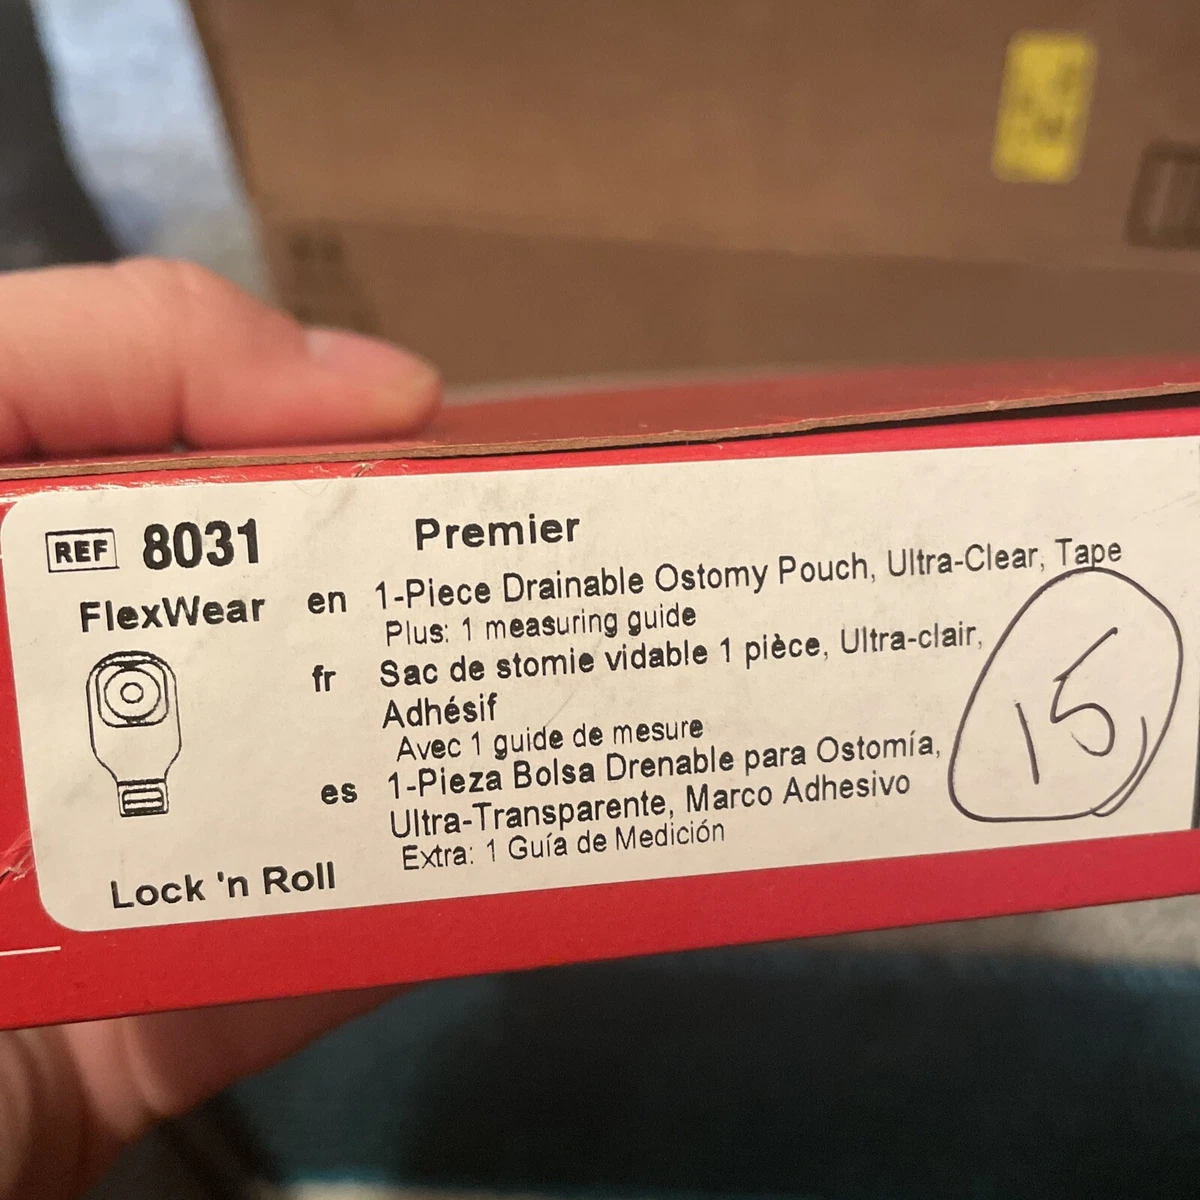 REF 8031
Premier
FlexWear
en 1-Piece Drainable Ostomy Pouch, Ultra-Clear, Tape
Plus: 1 measuring guide
fr Sac de stomie vidable 1 pièce, Ultra-clair,
Adhésif
Avec 1 guide de mesure
es 1-Pieza Bolsa Drenable para Ostomía,
Ultra-Transparente, Marco Adhesivo
Extra: 1 Guía de Medición
Lock 'n Roll
15